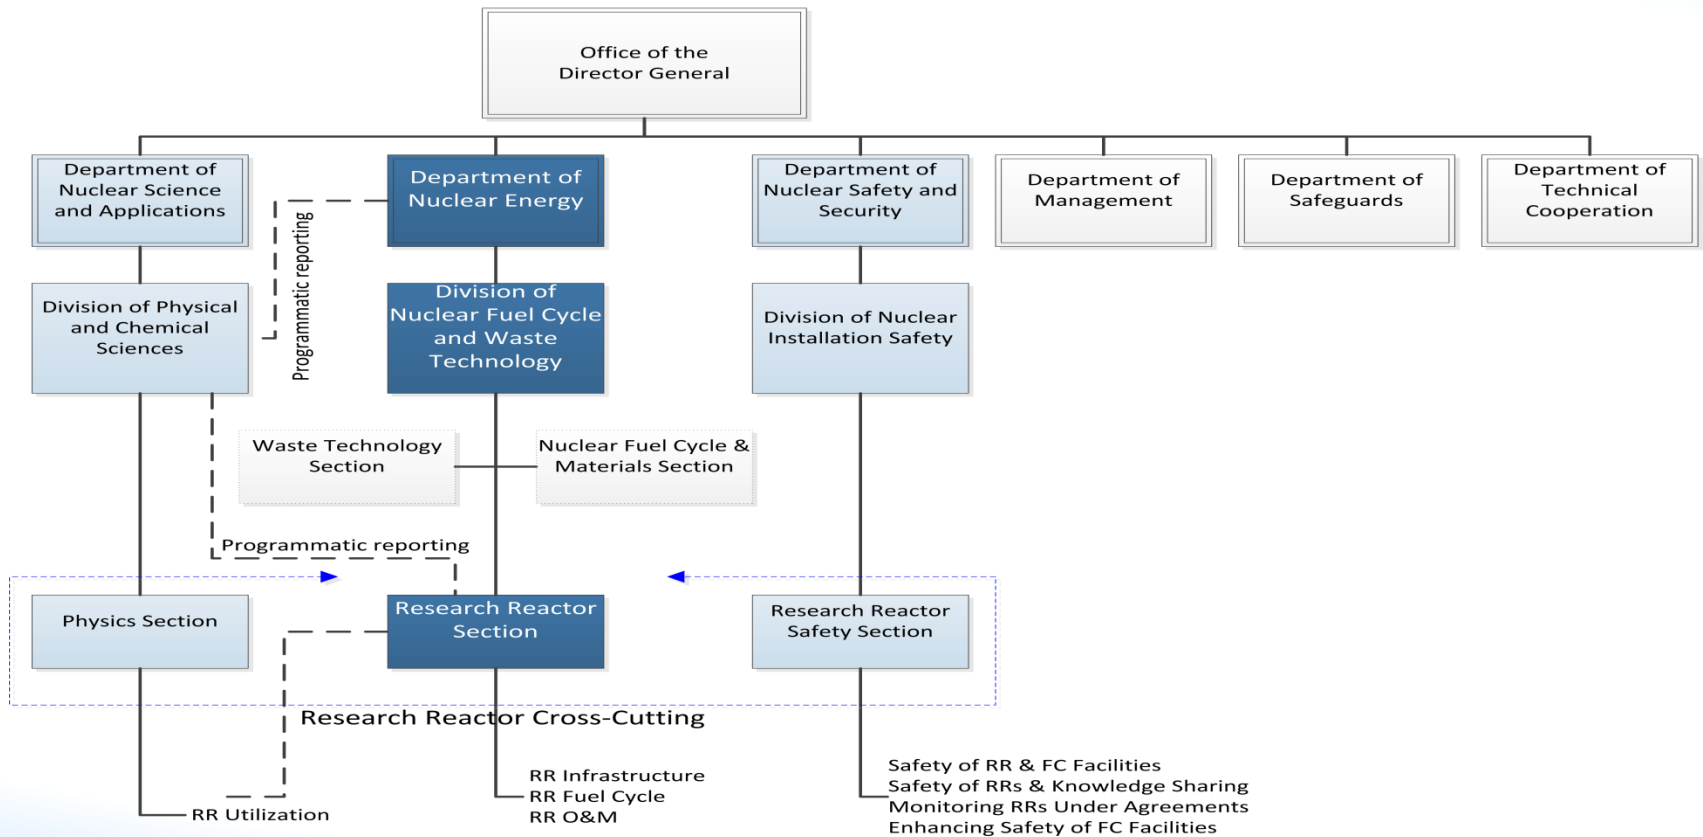 Office of the
Director General
Department of
Nuclear Science
and Applications
Department of
Nuclear Energy
Department of
Nuclear Safety and
Security
Department of
Management
Department of
Safeguards
Department of
Technical
Cooperation
Programmatic reporting
Division of Physical
and Chemical
Sciences
Division of
Nuclear Fuel Cycle
and Waste
Technology
Division of Nuclear
Installation Safety
Waste Technology
Section
Nuclear Fuel Cycle &
Materials Section
Programmatic reporting
Physics Section
Research Reactor
Section
Research Reactor
Safety Section
Research Reactor Cross-Cutting
RR Utilization
RR Infrastructure
RR Fuel Cycle
RR O&M
Safety of RR & FC Facilities
Safety of RRs & Knowledge Sharing
Monitoring RRs Under Agreements
Enhancing Safety of FC Facilities